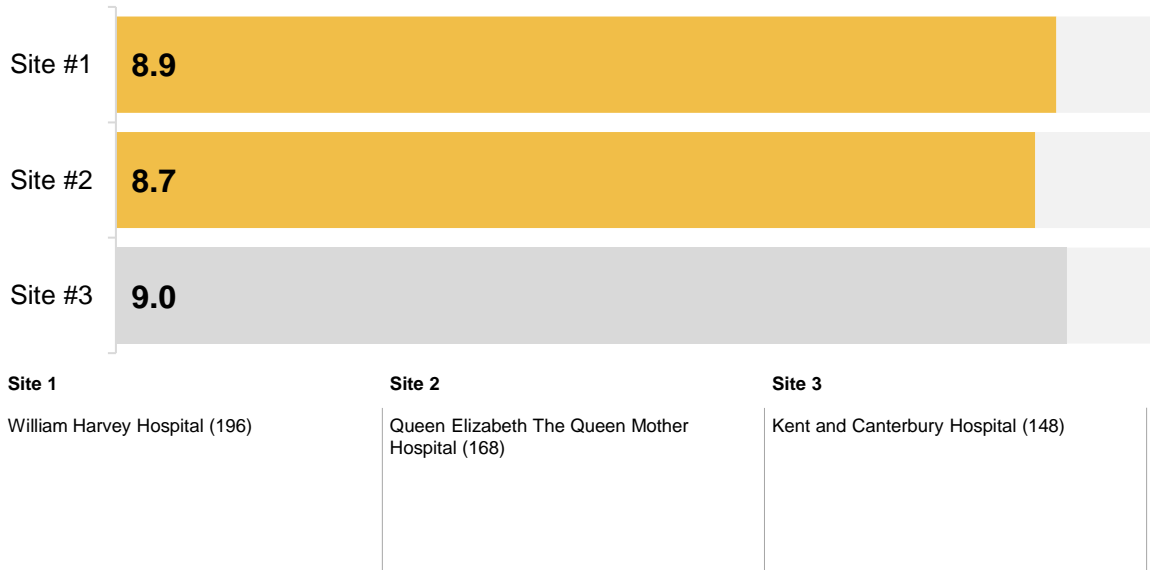 Site #1
8.9
Site #2
8.7
Site #3
9.0
Site 1
William Harvey Hospital (196)
Site 2
Queen Elizabeth The Queen Mother
Hospital (168)
Site 3
Kent and Canterbury Hospital (148)